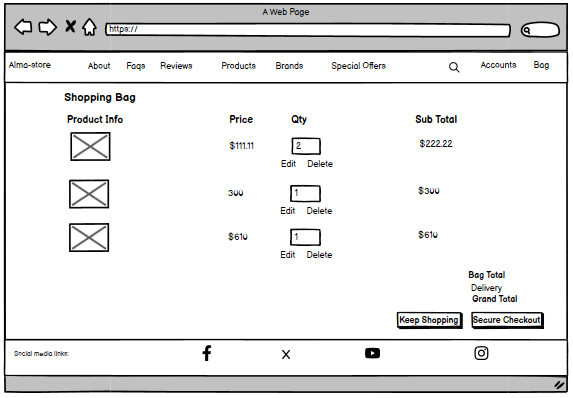 A Web Page
https://
Alma-store About Faqs Reviews Products Brands Special Offers Accounts Bag
Shopping Bag
Product Info Price Qty Sub Total
$111.11 2 $222.22
Edit Delete
300 1 $300
Edit Delete
$610 1 $610
Edit Delete
Bag Total
Delivery
Grand Total
Keep Shopping Secure Checkout
Social media links: